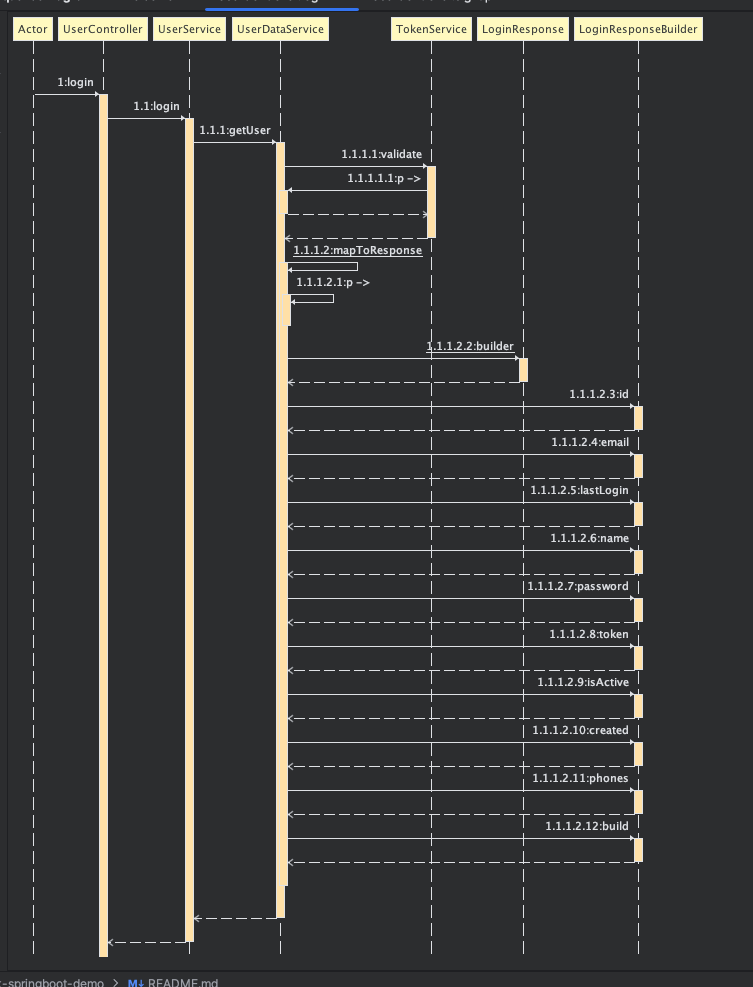 Actor UserController UserService UserDataService TokenService LoginResponse LoginResponseBuilder
1:login
1.1:login
1.1.1:getUser
1.1.1.1:validate
1.1.1.1.1:p ->
1.1.1.2:mapToResponse
1.1.1.2.1:p ->
1.1.1.2.2:builder
1.1.1.2.3:id
1.1.1.2.4:email
1.1.1.2.5:lastLogin
1.1.1.2.6:name
1.1.1.2.7:password
1.1.1.2.8:token
1.1.1.2.9:isActive
1.1.1.2.10:created
1.1.1.2.11:phones
1.1.1.2.12:build
-springboot-demo > M↓ README.md